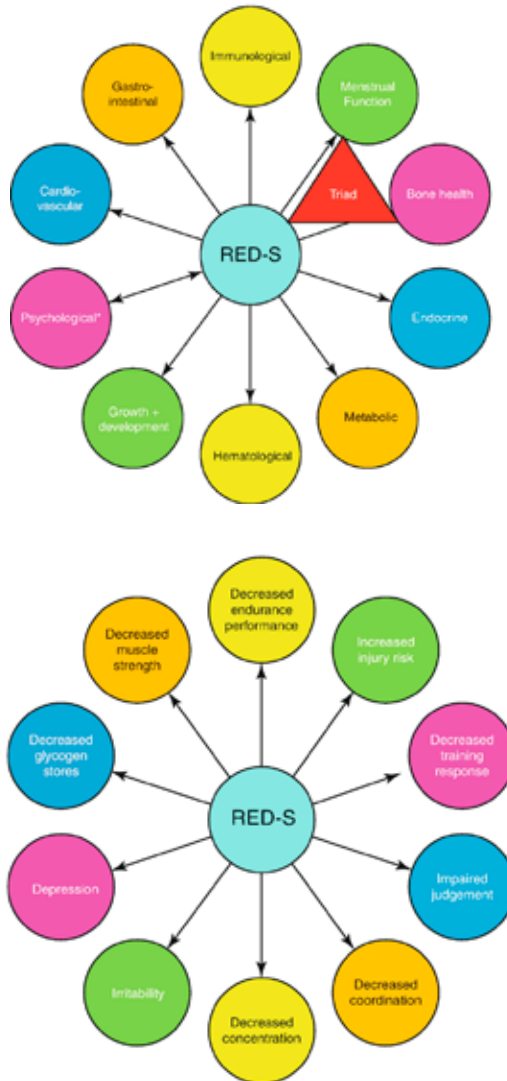 Immunological
Gastro-
intestinal
Menstrual
Function
Cardio-
vascular
Triad
Bone health
RED-S
Psychological*
Endocrine
Growth +
development
Metabolic
Hematological
Decreased
endurance
performance
Decreased
muscle
strength
Increased
injury risk
Decreased
glycogen
stores
Decreased
training
response
RED-S
Depression
Impaired
judgement
Irritability
Decreased
coordination
Decreased
concentration